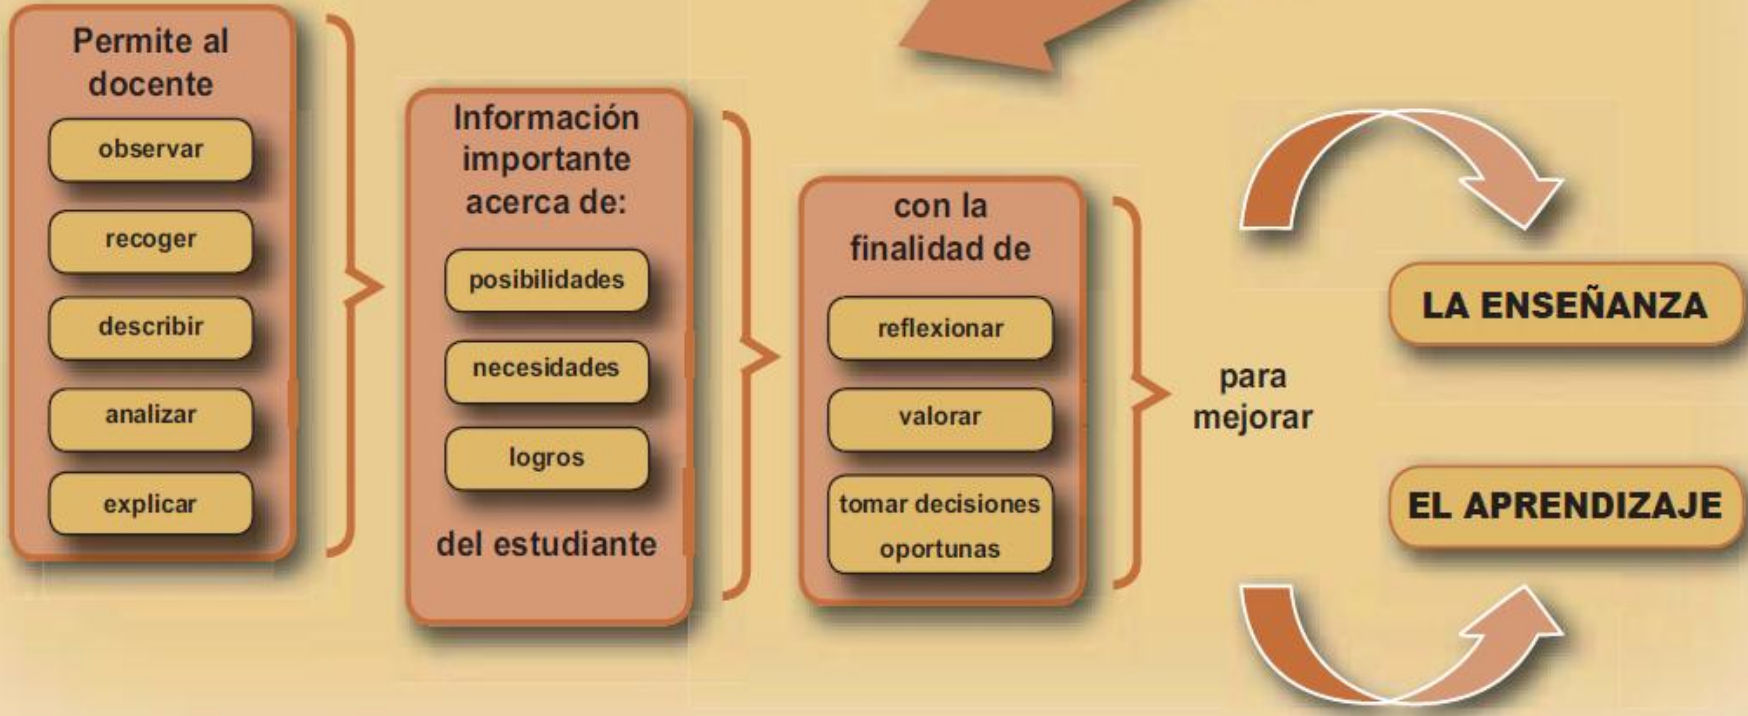 Permite al
docente
observar
recoger
describir
analizar
explicar
Información
importante
acerca de:
posibilidades
necesidades
logros
del estudiante
con la
finalidad de
reflexionar
valorar
tomar decisiones
oportunas
para
mejorar
LA ENSEÑANZA
EL APRENDIZAJE